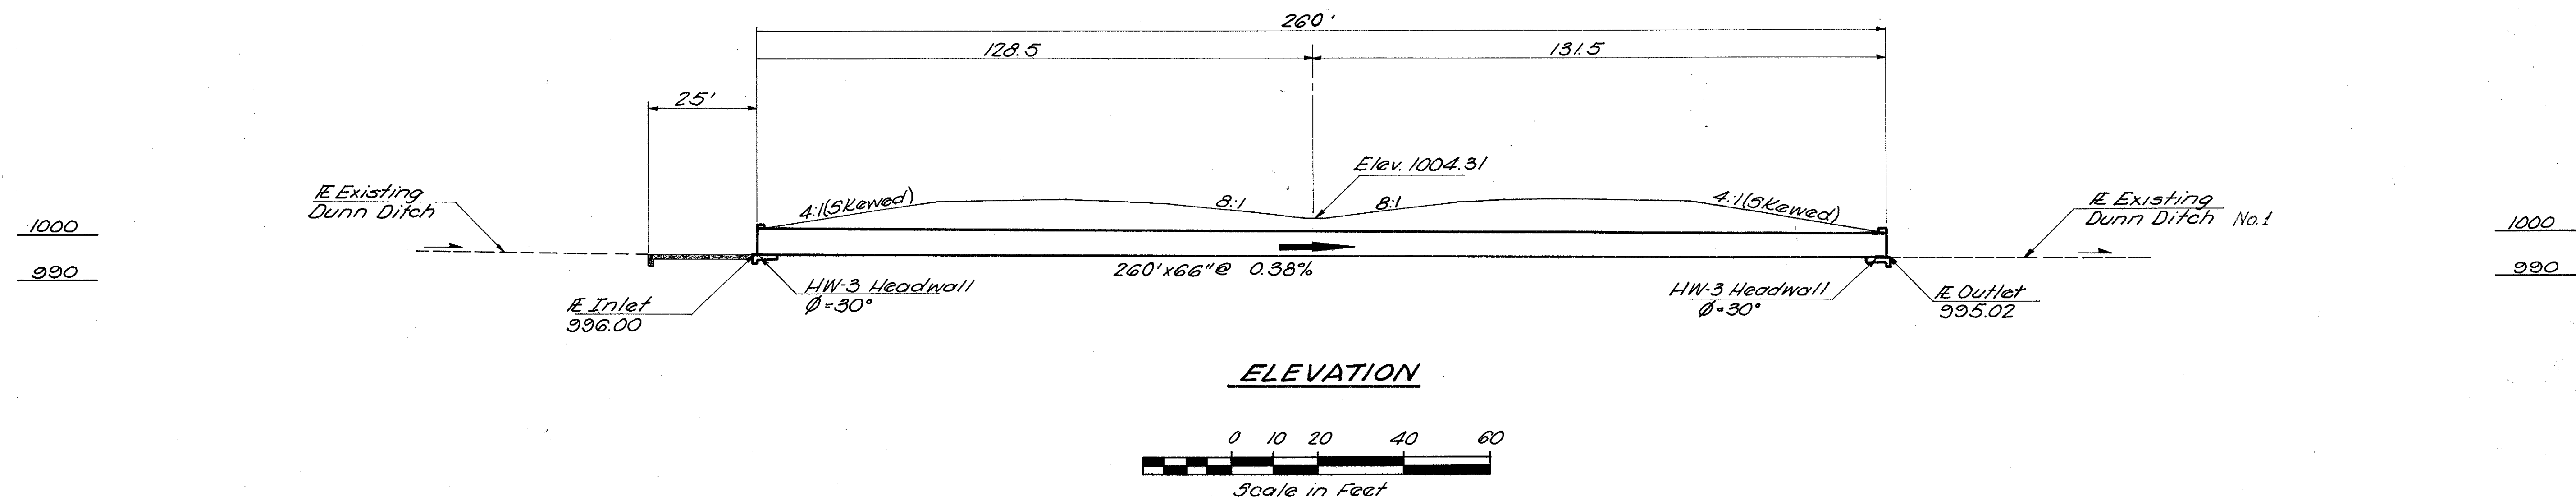 260'
128.5
131.5
25'
Elev. 1004.31
Æ Existing
Dunn Ditch
4:1(Skewed)
8:1
8:1
4:1(Skewed)
Æ Existing
Dunn Ditch No.1
1000
1000
990
990
260'x66"@ 0.38%
HW-3 Headwall
Ø=30°
HW-3 Headwall
Ø=30°
Æ Inlet
996.00
Æ Outlet
995.02
ELEVATION
0 10 20 40 60
Scale in Feet